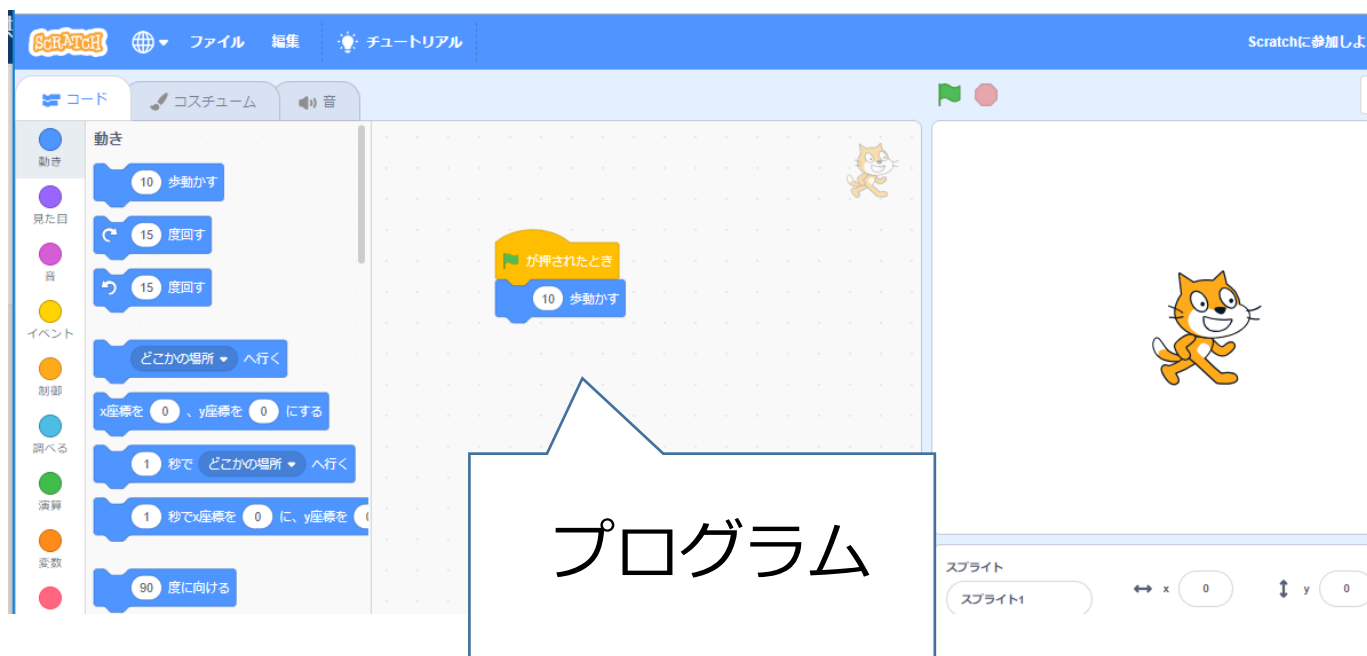 SCRATCH ファイル 編集 チュートリアル Scratchに参加しよ
コード コスチューム 音
動き
見た目
音
イベント
制御
調べる
演算
変数
動き
10 歩動かす
15 度回す
15 度回す
どこかの場所 へ行く
x座標を 0 、y座標を 0 にする
1 秒で どこかの場所 へ行く
1 秒でx座標を 0 に、y座標を
90 度に向ける
が押されたとき
10 歩動かす
プログラム
スプライト
スプライト1 x 0 y 0